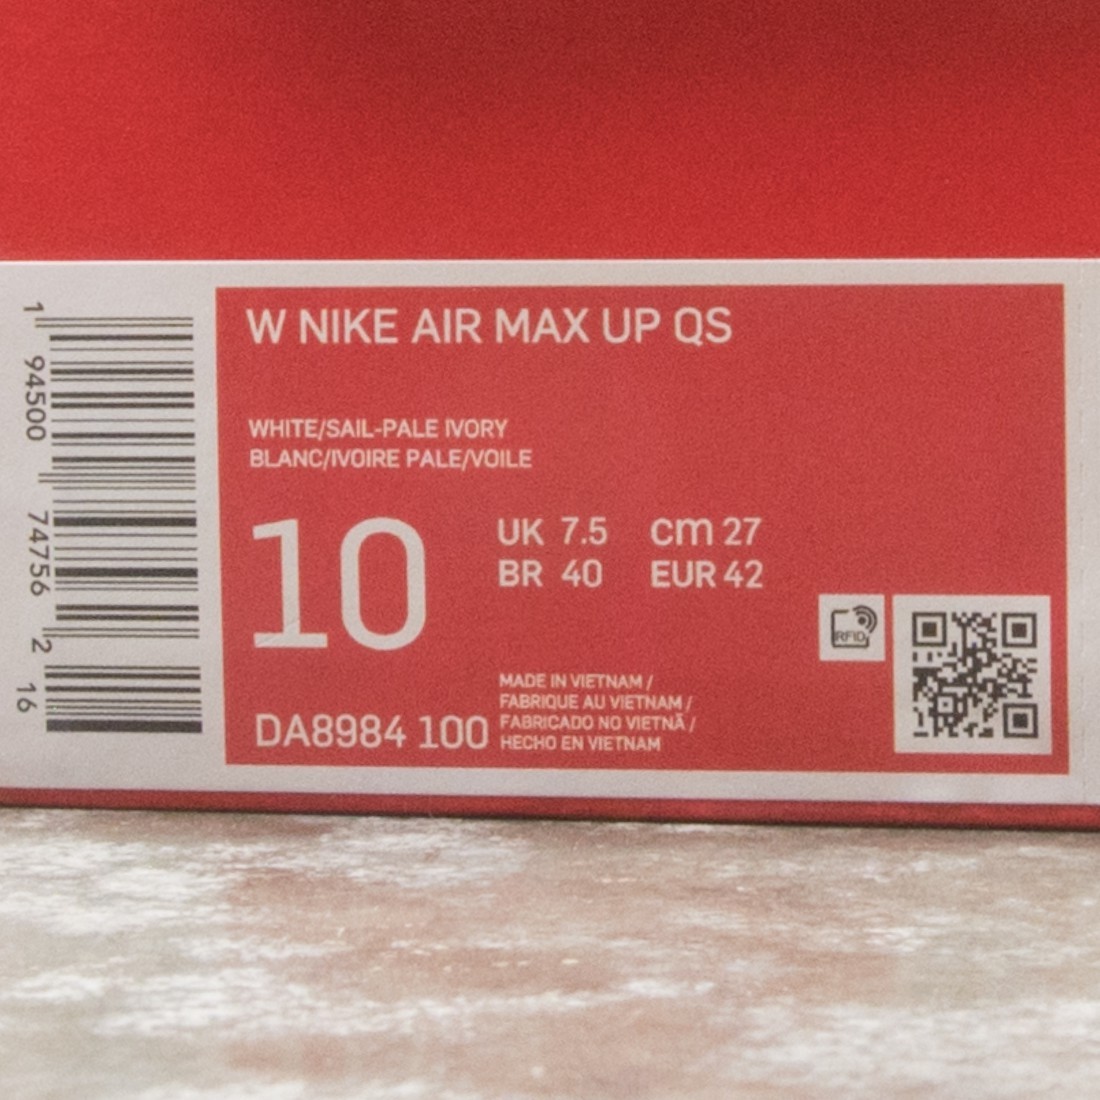 W NIKE AIR MAX UP QS
WHITE/SAIL-PALE IVORY
BLANC/IVOIRE PALE/VOILE
10
UK 7.5 cm 27
BR 40 EUR 42
MADE IN VIETNAM /
FABRIQUE AU VIETNAM /
FABRICADO NO VIETNÃ /
HECHO EN VIETNAM
DA8984 100
RFID
1 94500 74756 2 16